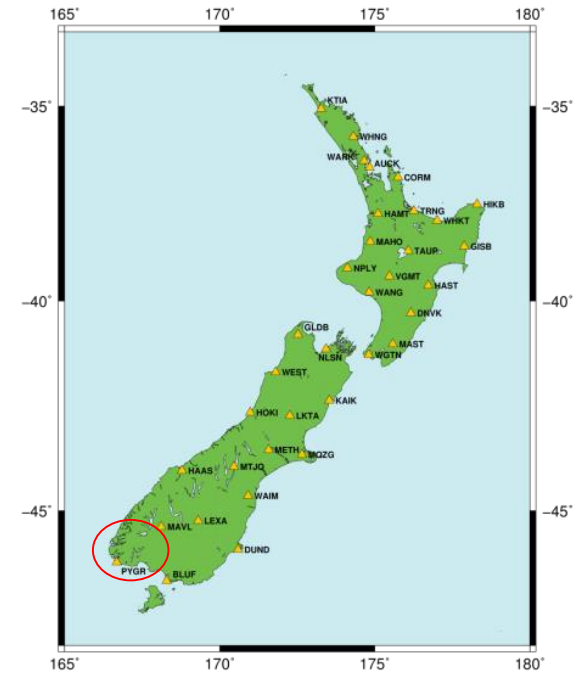 165˚ 170˚ 175˚ 180˚
−35˚ −35˚
KTIA
WHNG
WARK
AUCK
CORM
HIKB
HAMT
TRNG
WHKT
MAHO
TAUP
GISB
NPLY
VGMT
HAST
WANG
−40˚ −40˚
DNVK
GLDB
MAST
NLSN
WGTN
WEST
KAIK
HOKI
LKTA
METH
MQZG
HAAS
MTJO
WAIM
−45˚ −45˚
LEXA
MAVL
DUND
PYGR
BLUF
165˚ 170˚ 175˚ 180˚